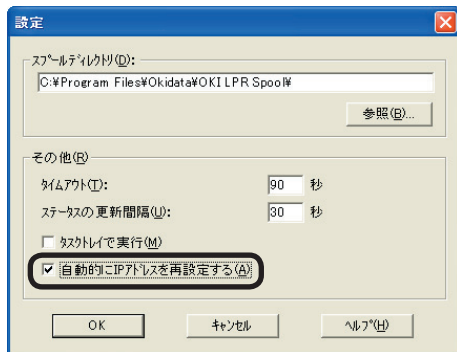 設定
スプールディレクトリ(D):
C:¥Program Files¥Okidata¥OKI LPR Spool¥
参照(B)...
その他(R)
タイムアウト(T): 90 秒
ステータスの更新間隔(U): 30 秒
タスクトレイで実行(M)
自動的にIPアドレスを再設定する(A)
OK キャンセル ヘルプ(H)